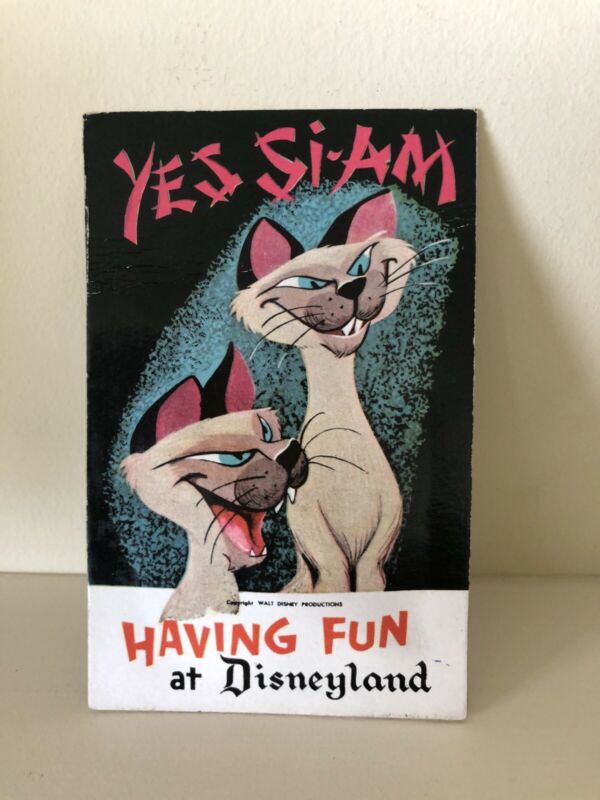 YES Si-AM
Copyright WALT DISNEY PRODUCTIONS
HAVING FUN
at Disneyland